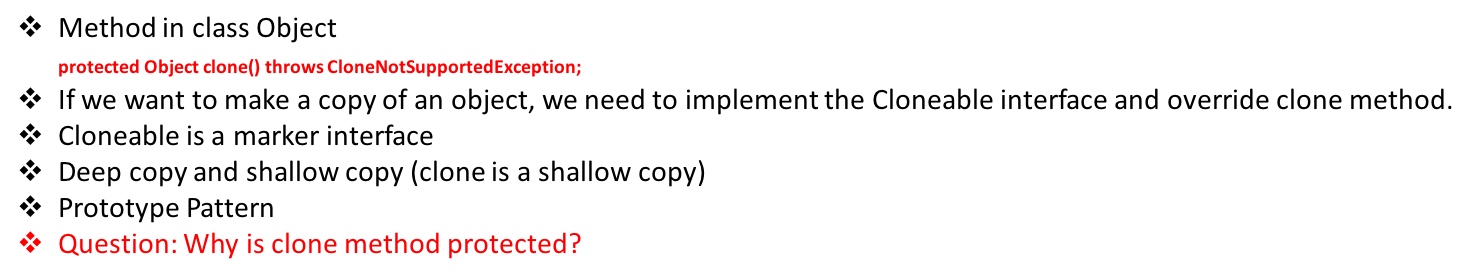 ❖ Method in class Object
protected Object clone() throws CloneNotSupportedException;
❖ If we want to make a copy of an object, we need to implement the Cloneable interface and override clone method.
❖ Cloneable is a marker interface
❖ Deep copy and shallow copy (clone is a shallow copy)
❖ Prototype Pattern
❖ Question: Why is clone method protected?